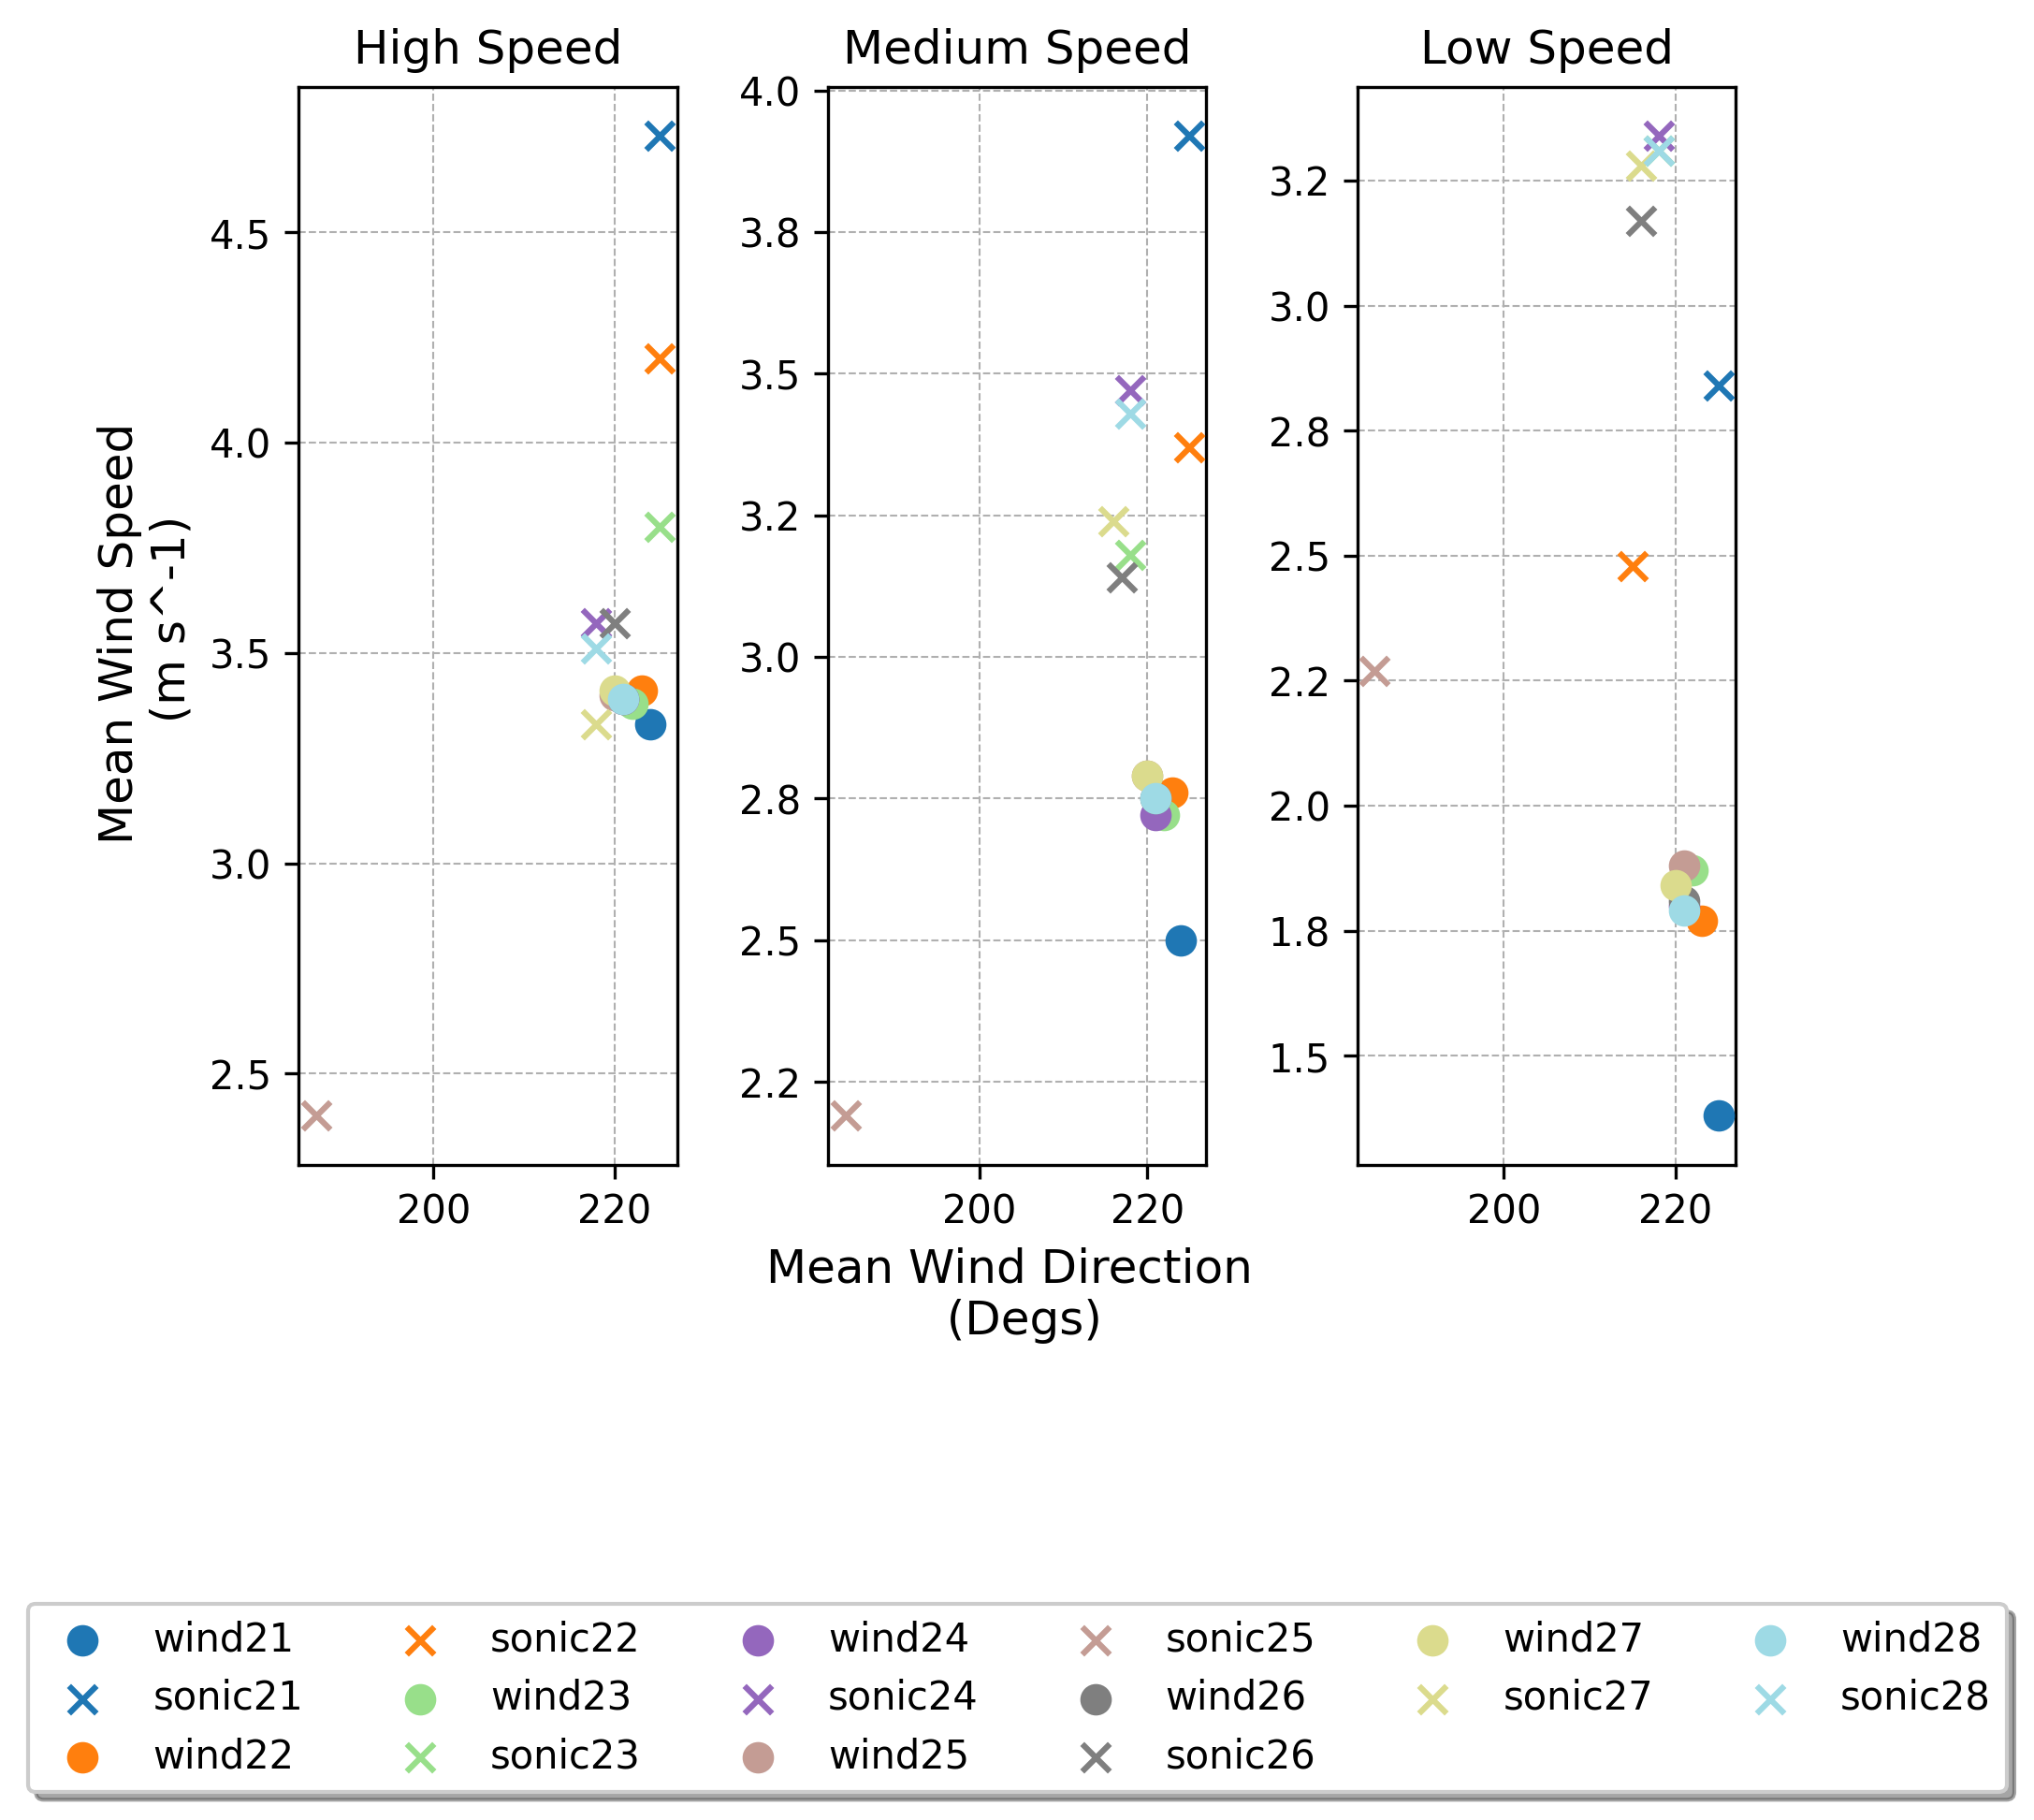 High Speed
Medium Speed
Low Speed
4.5
4.0
3.5
3.0
2.5
4.0
3.8
3.5
3.2
3.0
2.8
2.5
2.2
3.2
3.0
2.8
2.5
2.2
2.0
1.8
1.5
Mean Wind Speed
(m s^-1)
200
220
200
220
200
220
Mean Wind Direction
(Degs)
wind21
sonic21
wind22
sonic22
wind23
sonic23
wind24
sonic24
wind25
sonic25
wind26
sonic26
wind27
sonic27
wind28
sonic28